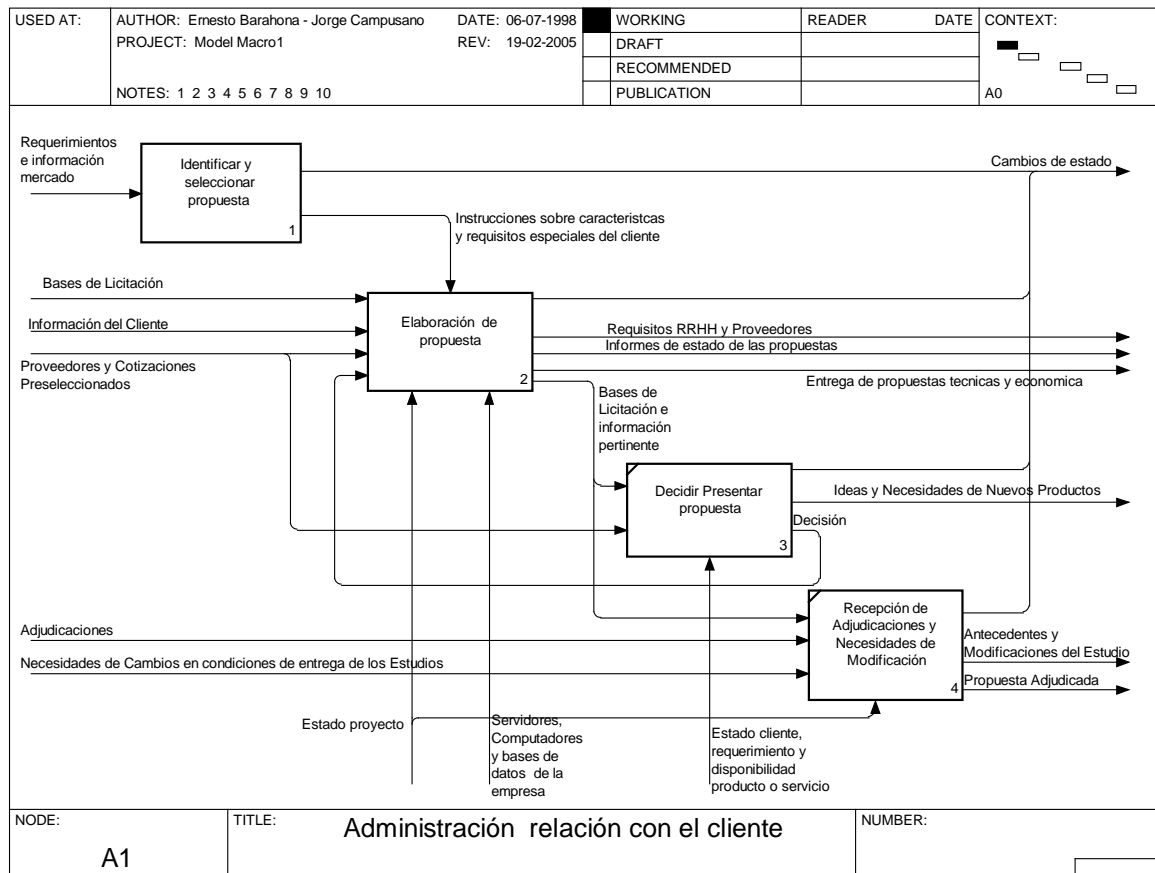 USED AT:
AUTHOR: Ernesto Barahona - Jorge Campusano
DATE: 06-07-1998
PROJECT: Model Macro1
REV: 19-02-2005
NOTES: 1 2 3 4 5 6 7 8 9 10
WORKING
DRAFT
RECOMMENDED
PUBLICATION
READER
DATE
CONTEXT:
A0
Requerimientos
e información
mercado
Identificar y
seleccionar
propuesta
1
Cambios de estado
Instrucciones sobre caracteristcas
y requisitos especiales del cliente
Bases de Licitación
Información del Cliente
Proveedores y Cotizaciones
Preseleccionados
Elaboración de
propuesta
2
Requisitos RRHH y Proveedores
Informes de estado de las propuestas
Entrega de propuestas tecnicas y economica
Bases de
Licitación e
información
pertinente
Decidir Presentar
propuesta
3
Ideas y Necesidades de Nuevos Productos
Decisión
Recepción de
Adjudicaciones y
Necesidades de
Modificación
4
Adjudicaciones
Necesidades de Cambios en condiciones de entrega de los Estudios
Antecedentes y
Modificaciones del Estudio
Propuesta Adjudicada
Estado proyecto
Servidores,
Computadores
y bases de
datos de la
empresa
Estado cliente,
requerimiento y
disponibilidad
producto o servicio
NODE:
A1
TITLE:
Administración relación con el cliente
NUMBER: